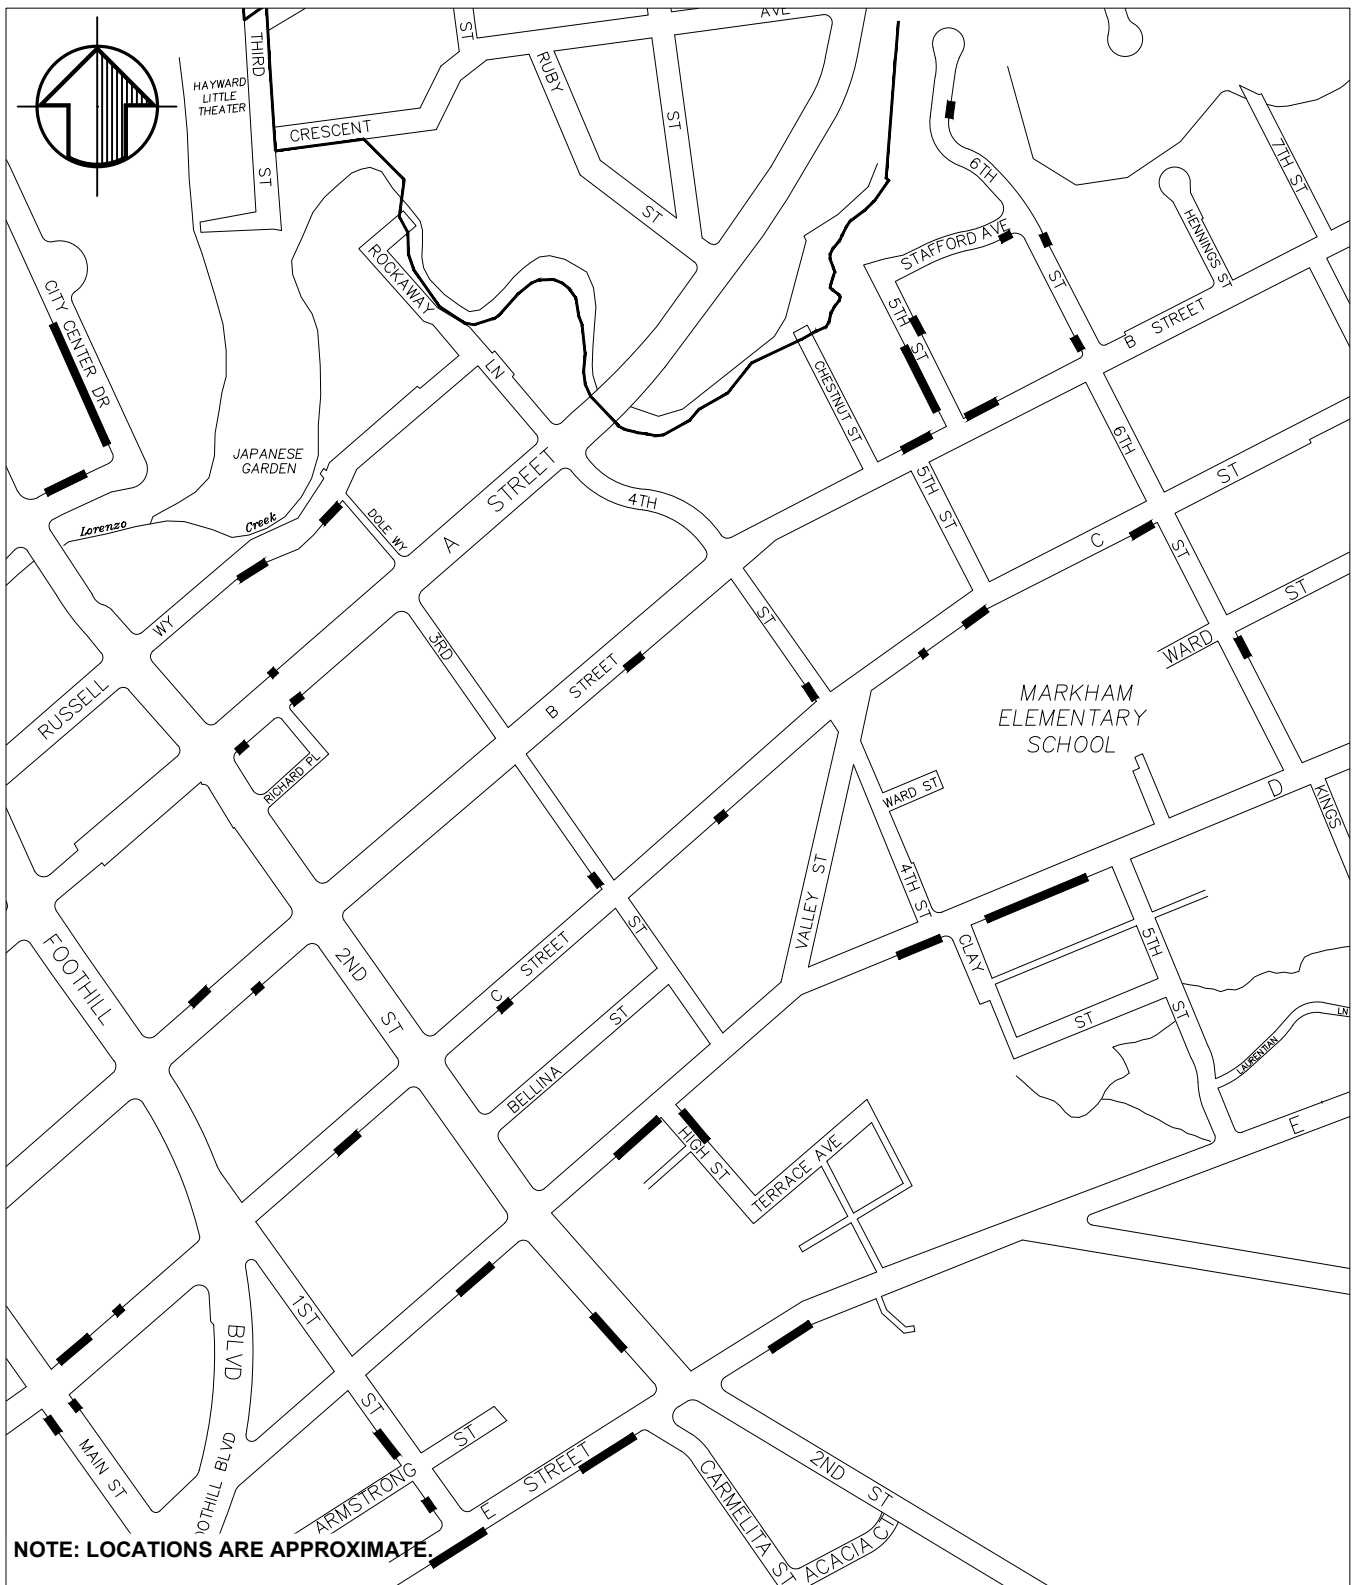 AVE
ST
THIRD
RUBY
HAYWARD
LITTLE
THEATER
CRESCENT
ST
ST
6TH
7TH ST
ST
HENNINGS ST
STAFFORD AVE
ROCKAWAY
ST
CITY CENTER DR
5TH
B STREET
ST
LN
CHESTNUT ST
JAPANESE
GARDEN
6TH
STREET
ST
4TH
5TH
Lorenzo
Creek
DOLE WY
ST
A
C
ST
ST
WY
ST
3RD
WARD
B STREET
RUSSELL
MARKHAM
ELEMENTARY
SCHOOL
RICHARD PL
WARD ST
D
KINGS
VALLEY ST
4TH ST
FOOTHILL
2ND
ST
C STREET
CLAY
5TH
ST
ST
ST
ST
LN
LAURENTIAN
BELLINA
E
HIGH ST
TERRACE AVE
1ST
BLVD
ST
MAIN ST
ST
OOTHILL BLVD
ARMSTRONG
E STREET
CARMELITA ST
2ND
ST
ACACIA CT
NOTE: LOCATIONS ARE APPROXIMATE.